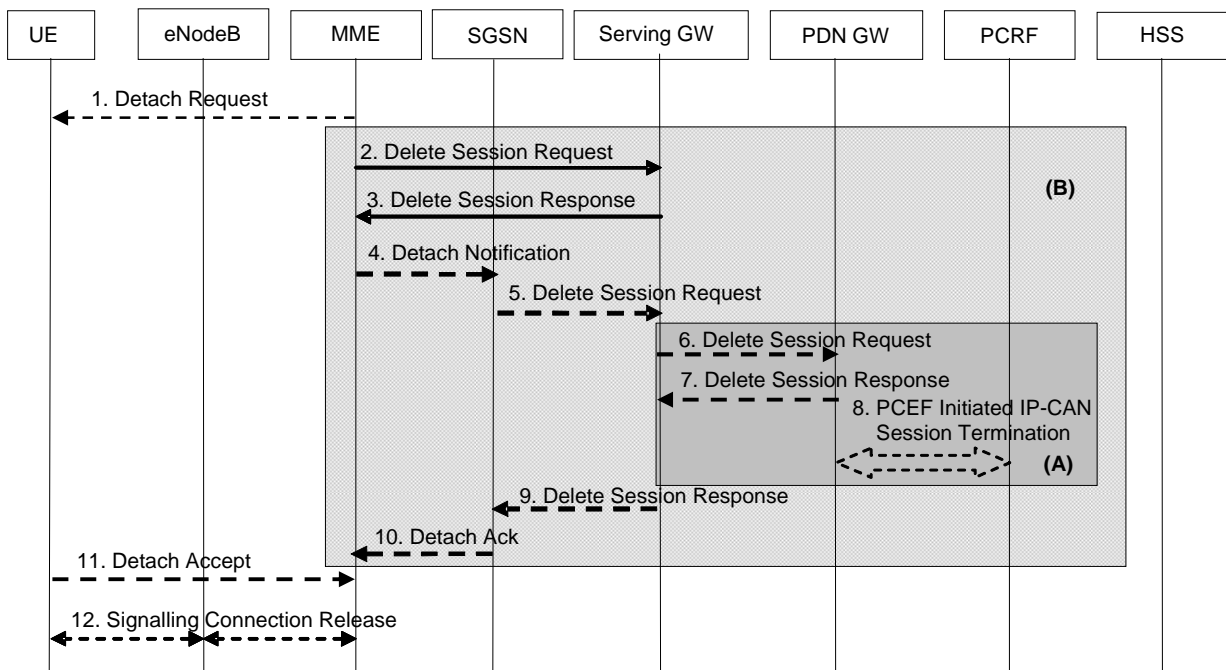 UE eNodeB MME SGSN Serving GW PDN GW PCRF HSS
1. Detach Request
2. Delete Session Request
(B)
3. Delete Session Response
4. Detach Notification
5. Delete Session Request
6. Delete Session Request
7. Delete Session Response
8. PCEF Initiated IP-CAN
Session Termination
(A)
9. Delete Session Response
10. Detach Ack
11. Detach Accept
12. Signalling Connection Release